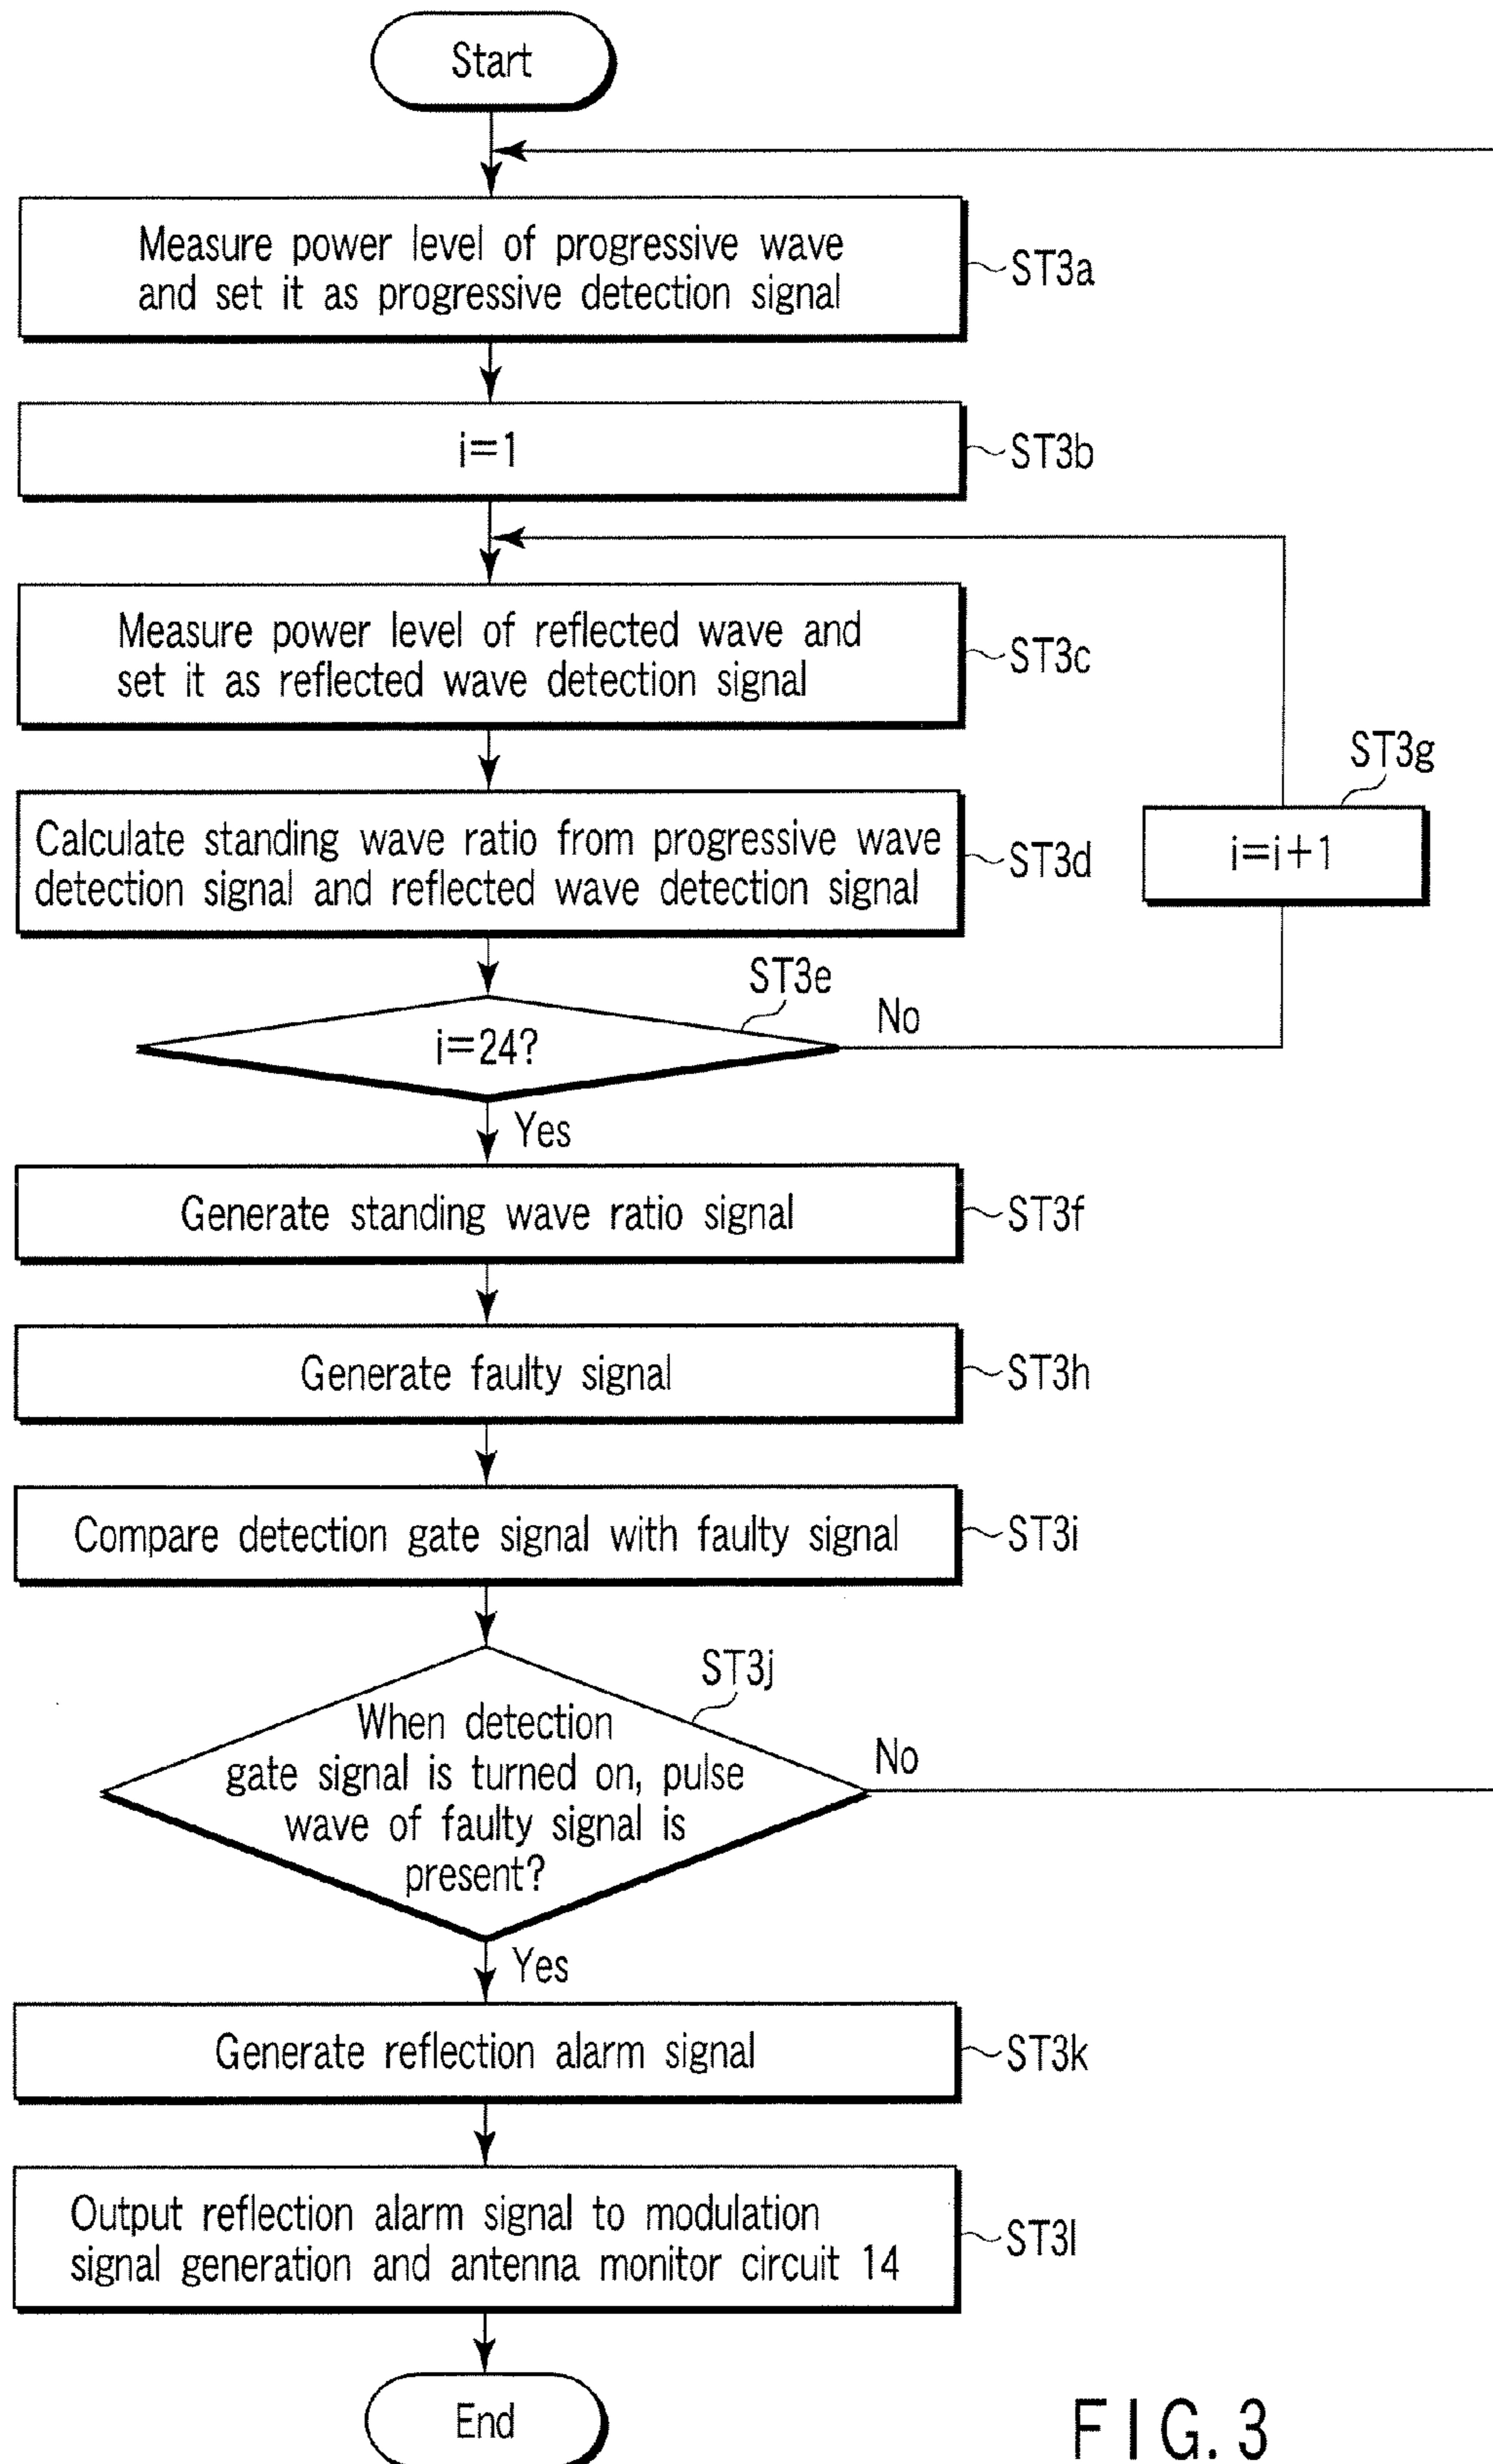 Start
Measure power level of progressive wave
and set it as progressive detection signal
ST3a
i=1
ST3b
Measure power level of reflected wave and
set it as reflected wave detection signal
ST3c
ST3g
i=i+1
Calculate standing wave ratio from progressive wave
detection signal and reflected wave detection signal
ST3d
ST3e
i=24?
No
Yes
Generate standing wave ratio signal
ST3f
Generate faulty signal
ST3h
Compare detection gate signal with faulty signal
ST3i
ST3j
When detection
gate signal is turned on, pulse
wave of faulty signal is
present?
No
Yes
Generate reflection alarm signal
ST3k
Output reflection alarm signal to modulation
signal generation and antenna monitor circuit 14
ST3l
End
FIG. 3